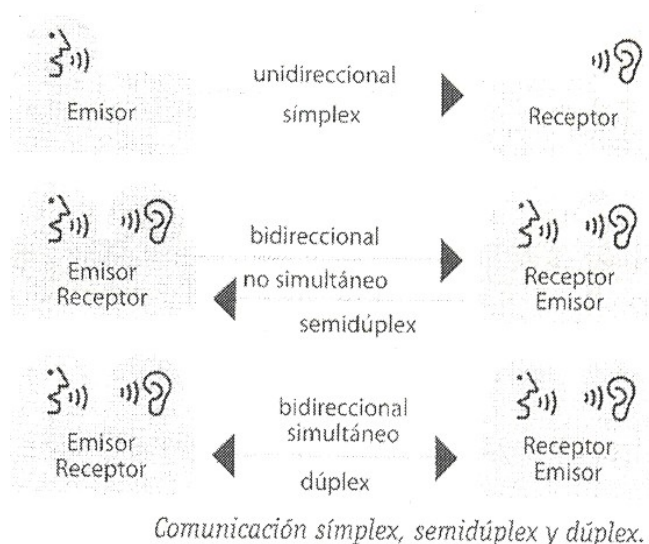 unidireccional
Emisor
símplex
Receptor
bidireccional
Emisor
Receptor
no simultáneo
Receptor
Emisor
semidúplex
bidireccional
simultáneo
Emisor
Receptor
Receptor
Emisor
dúplex
Comunicación símplex, semidúplex y dúplex.